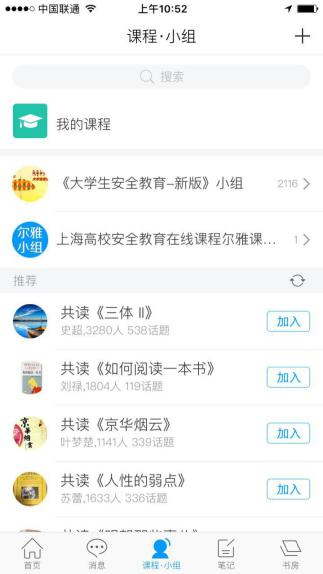 中国联通
上午10:52
课程·小组
搜索
我的课程
《大学生安全教育-新版》小组
2116
尔雅
小组
上海高校安全教育在线课程尔雅课...
1
推荐
共读《三体 II》
史超,3280人 538话题
加入
共读《如何阅读一本书》
刘禄,1804人 119话题
加入
共读《京华烟云》
叶梦楚,1140人 339话题
加入
共读《人性的弱点》
苏蕾,1633人 336话题
加入
首页
消息
课程·小组
笔记
书房